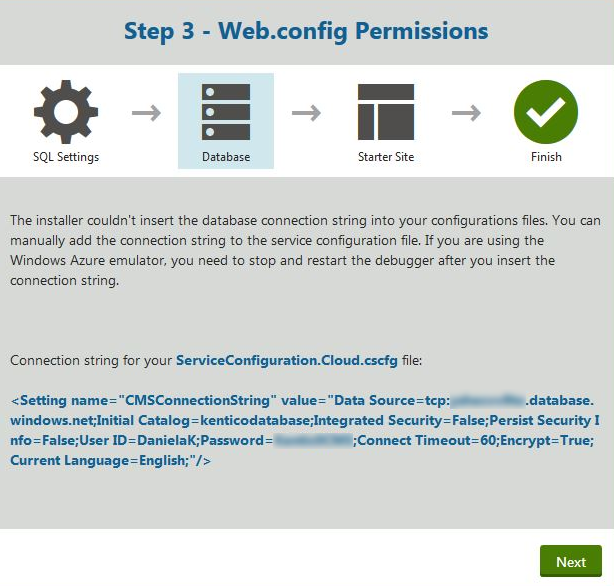 Step 3 - Web.config Permissions
SQL Settings
Database
Starter Site
Finish
The installer couldn't insert the database connection string into your configurations files. You can
manually add the connection string to the service configuration file. If you are using the
Windows Azure emulator, you need to stop and restart the debugger after you insert the
connection string.
Connection string for your ServiceConfiguration.Cloud.cscfg file:
<Setting name="CMSConnectionString" value="Data Source=tcp: .database.
windows.net;Initial Catalog=kenticodatabase;Integrated Security=False;Persist Security I
nfo=False;User ID=DanielaK;Password= ;Connect Timeout=60;Encrypt=True;
Current Language=English;"/>
Next